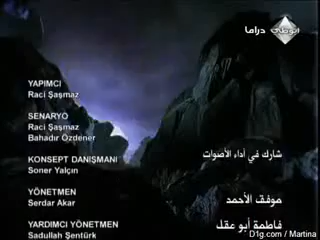 أبوظبي دراما
YAPIMCI
Raci Şaşmaz
SENARYO
Raci Şaşmaz
Bahadır Özdener
KONSEPT DANIŞMANI
Soner Yalçın
YÖNETMEN
Serdar Akar
YARDIMCI YÖNETMEN
Sadullah Şentürk
شارك في أداء الأصوات
موفق الأحمد
فاطمة أبو عقل
D1g.com / Martina